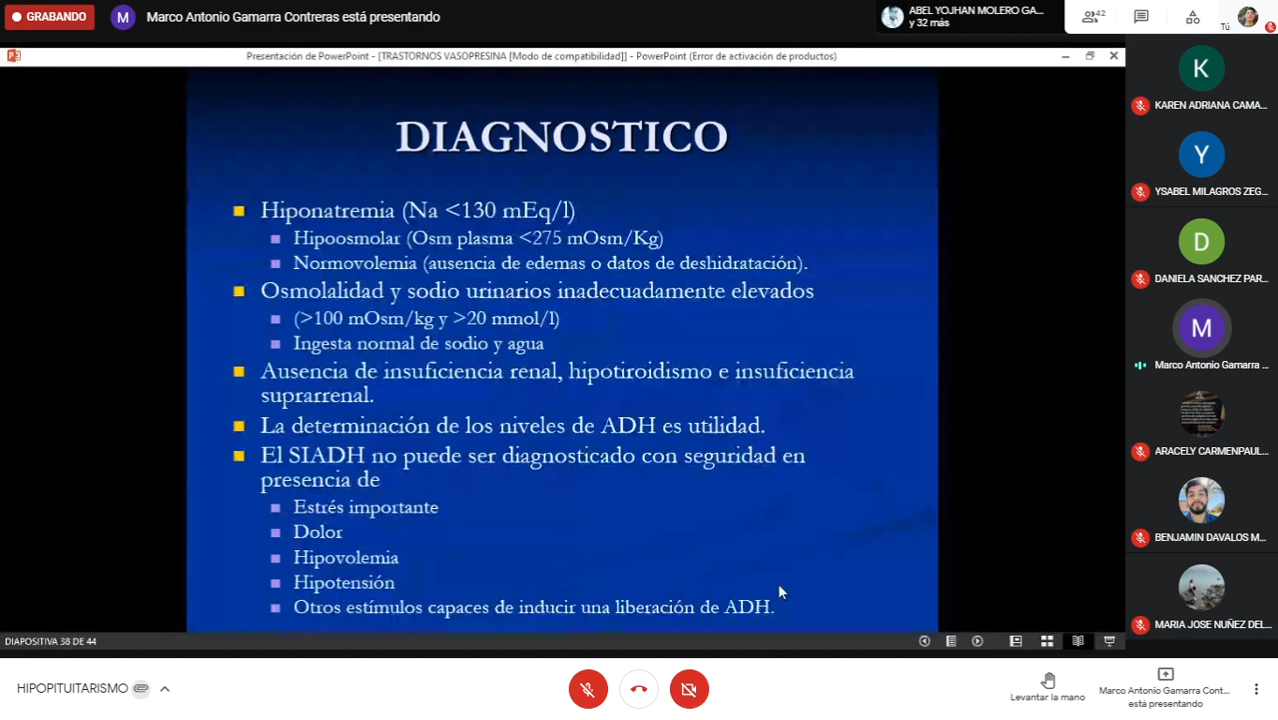 GRABANDO
M
Marco Antonio Gamarra Contreras está presentando
ABEL YOJHAN MOLERO GA...
y 32 más
42
Tú
Presentación de PowerPoint - [TRASTORNOS VASOPRESINA [Modo de compatibilidad]] - PowerPoint (Error de activación de productos)
DIAGNOSTICO
Hiponatremia (Na <130 mEq/l)
Hipoosmolar (Osm plasma <275 mOsm/Kg)
Normovolemia (ausencia de edemas o datos de deshidratación).
Osmolalidad y sodio urinarios inadecuadamente elevados
(>100 mOsm/kg y >20 mmol/l)
Ingesta normal de sodio y agua
Ausencia de insuficiencia renal, hipotiroidismo e insuficiencia
suprarrenal.
La determinación de los niveles de ADH es utilidad.
El SIADH no puede ser diagnosticado con seguridad en
presencia de
Estrés importante
Dolor
Hipovolemia
Hipotensión
Otros estímulos capaces de inducir una liberación de ADH.
DIAPOSITIVA 38 DE 44
K
KAREN ADRIANA CAMA...
Y
YSABEL MILAGROS ZEG...
D
DANIELA SANCHEZ PAR...
M
Marco Antonio Gamarra ...
ARACELY CARMENPAUL...
BENJAMIN DAVALOS M...
MARIA JOSE NUÑEZ DEL...
HIPOPITUITARISMO
Levantar la mano
Marco Antonio Gamarra Cont...
está presentando